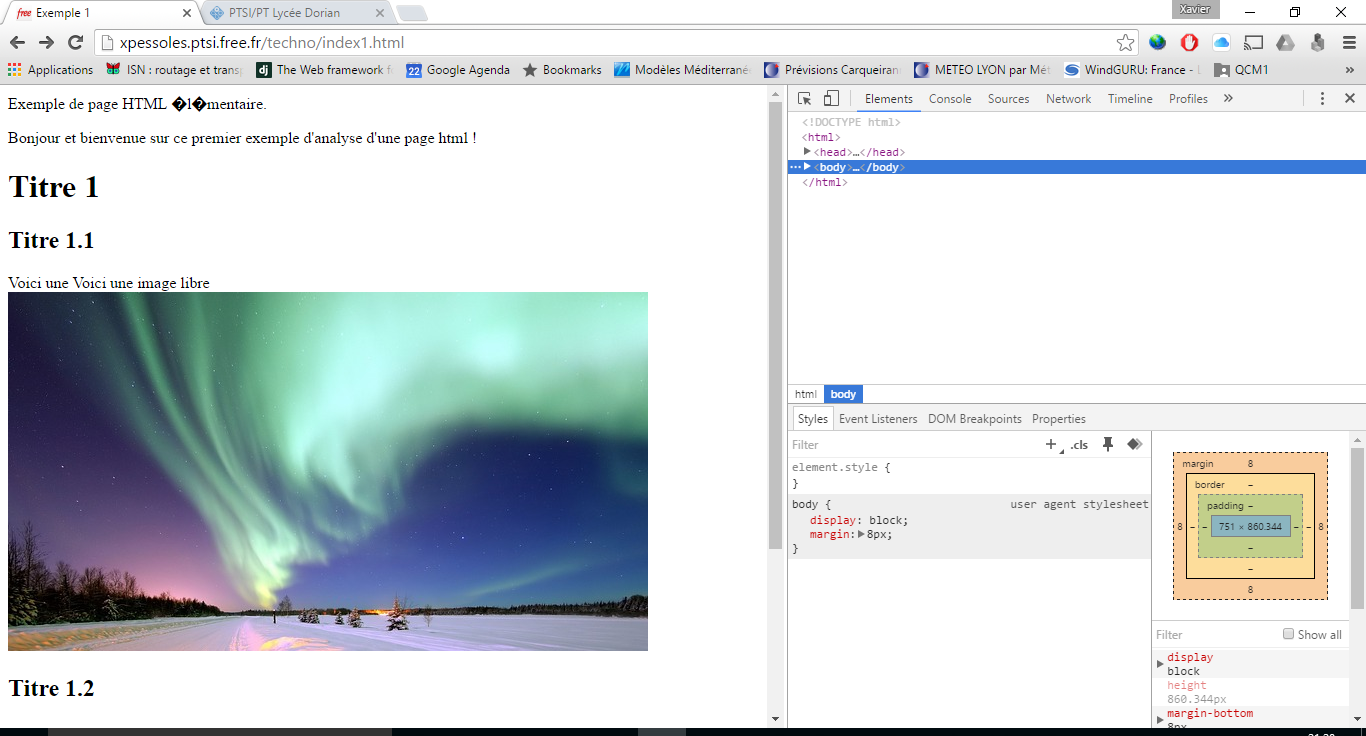 free Exemple 1
PTSI/PT Lycée Dorian
Xavier
xpessoles.ptsi.free.fr/techno/index1.html
Applications
ISN : routage et trans
The Web framework f
22 Google Agenda
Bookmarks
Modèles Méditerrané
Prévisions Carqueiran
METEO LYON par Mét
WindGURU: France -
QCM1
»
Exemple de page HTML �l�mentaire.
Bonjour et bienvenue sur ce premier exemple d'analyse d'une page html !
Titre 1
Titre 1.1
Voici une Voici une image libre
Titre 1.2
Elements Console Sources Network Timeline Profiles »
<!DOCTYPE html>
<html>
<head>…</head>
<body>…</body>
</html>
html body
Styles Event Listeners DOM Breakpoints Properties
Filter
.cls
element.style {
}
body { user agent stylesheet
display: block;
margin: 8px;
}
margin 8
border –
padding –
8 – – 751 × 860.344 – – 8
–
–
8
Filter Show all
display
block
height
860.344px
margin-bottom
8px